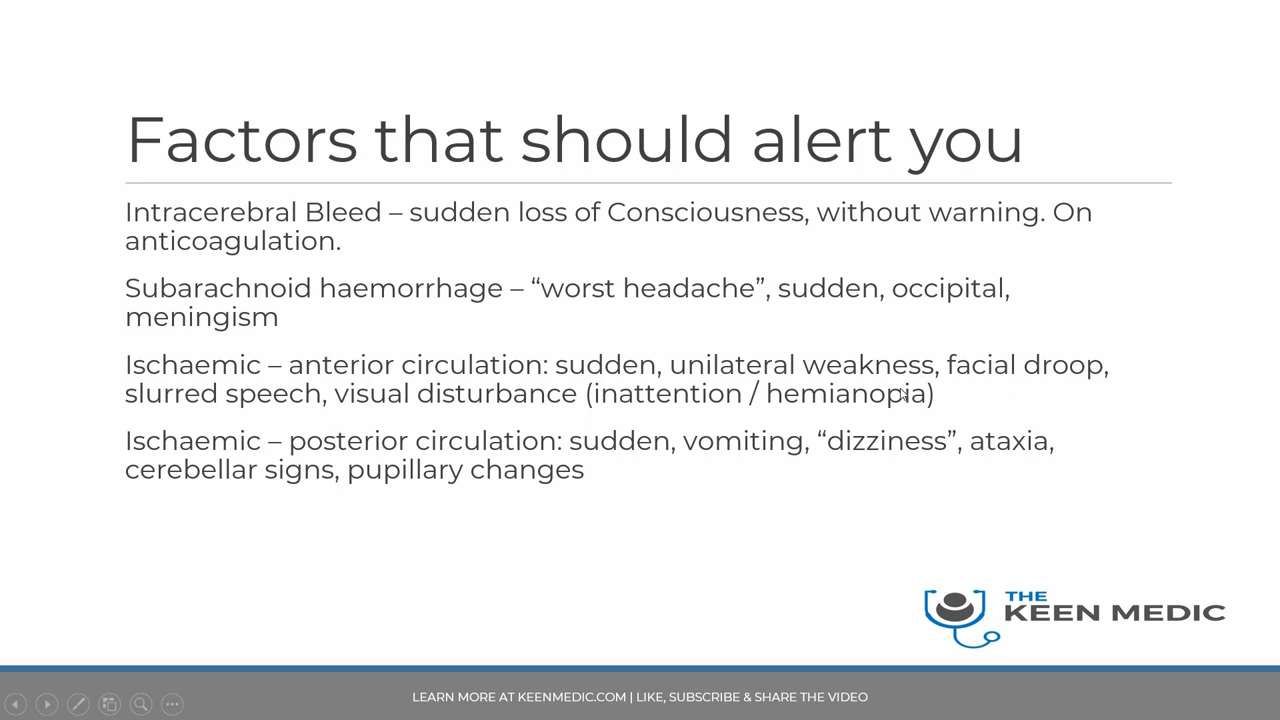 Factors that should alert you
Intracerebral Bleed – sudden loss of Consciousness, without warning. On
anticoagulation.
Subarachnoid haemorrhage – “worst headache”, sudden, occipital,
meningism
Ischaemic – anterior circulation: sudden, unilateral weakness, facial droop,
slurred speech, visual disturbance (inattention / hemianopia)
Ischaemic – posterior circulation: sudden, vomiting, “dizziness”, ataxia,
cerebellar signs, pupillary changes
THE
KEEN MEDIC
LEARN MORE AT KEENMEDIC.COM | LIKE, SUBSCRIBE & SHARE THE VIDEO